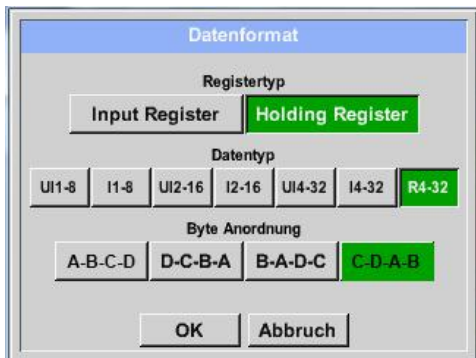 Datenformat
Registertyp
Input Register Holding Register
Datentyp
UI1-8 I1-8 UI2-16 I2-16 UI4-32 I4-32 R4-32
Byte Anordnung
A-B-C-D D-C-B-A B-A-D-C C-D-A-B
OK Abbruch